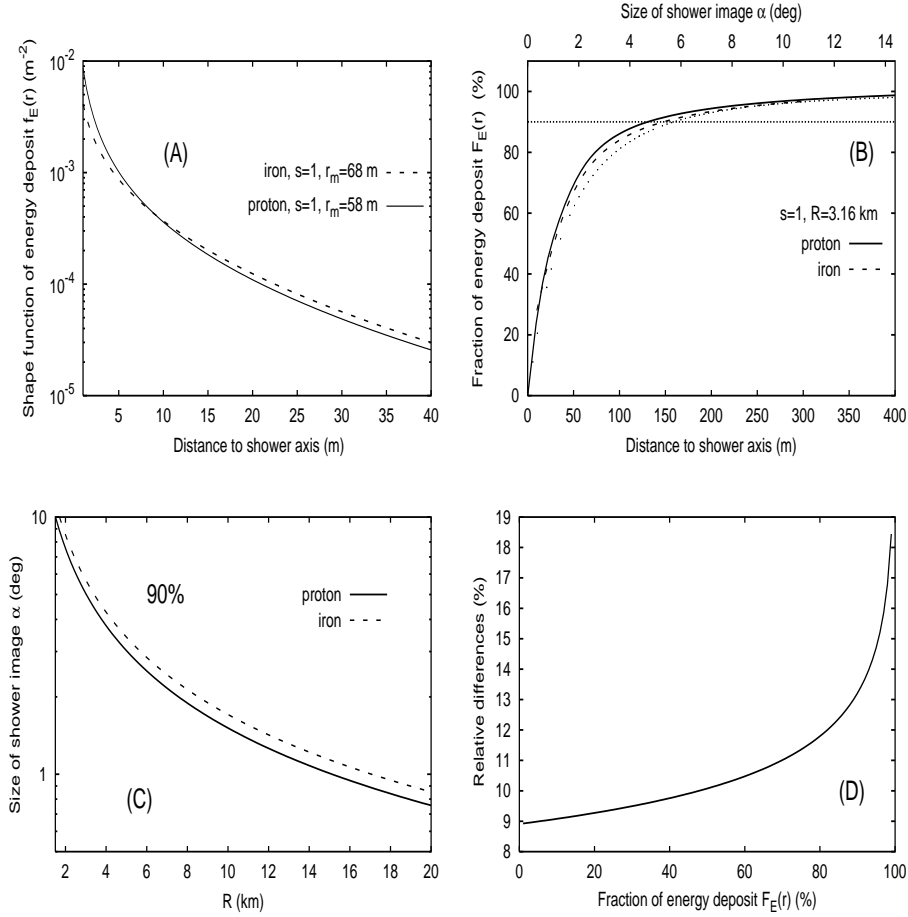 Size of shower image α (deg)
0 2 4 6 8 10 12 14
Shape function of energy deposit f_E(r) (m^-2)
10^-2
10^-3
10^-4
10^-5
(A)
iron, s=1, r_m=68 m
proton, s=1, r_m=58 m
5 10 15 20 25 30 35 40
Distance to shower axis (m)
Fraction of energy deposit F_E(r) (%)
100
80
60
40
20
0
(B)
s=1, R=3.16 km
proton
iron
0 50 100 150 200 250 300 350 400
Distance to shower axis (m)
Size of shower image α (deg)
10
1
90%
proton
iron
(C)
2 4 6 8 10 12 14 16 18 20
R (km)
Relative differences (%)
19
18
17
16
15
14
13
12
11
10
9
8
(D)
0 20 40 60 80 100
Fraction of energy deposit F_E(r) (%)